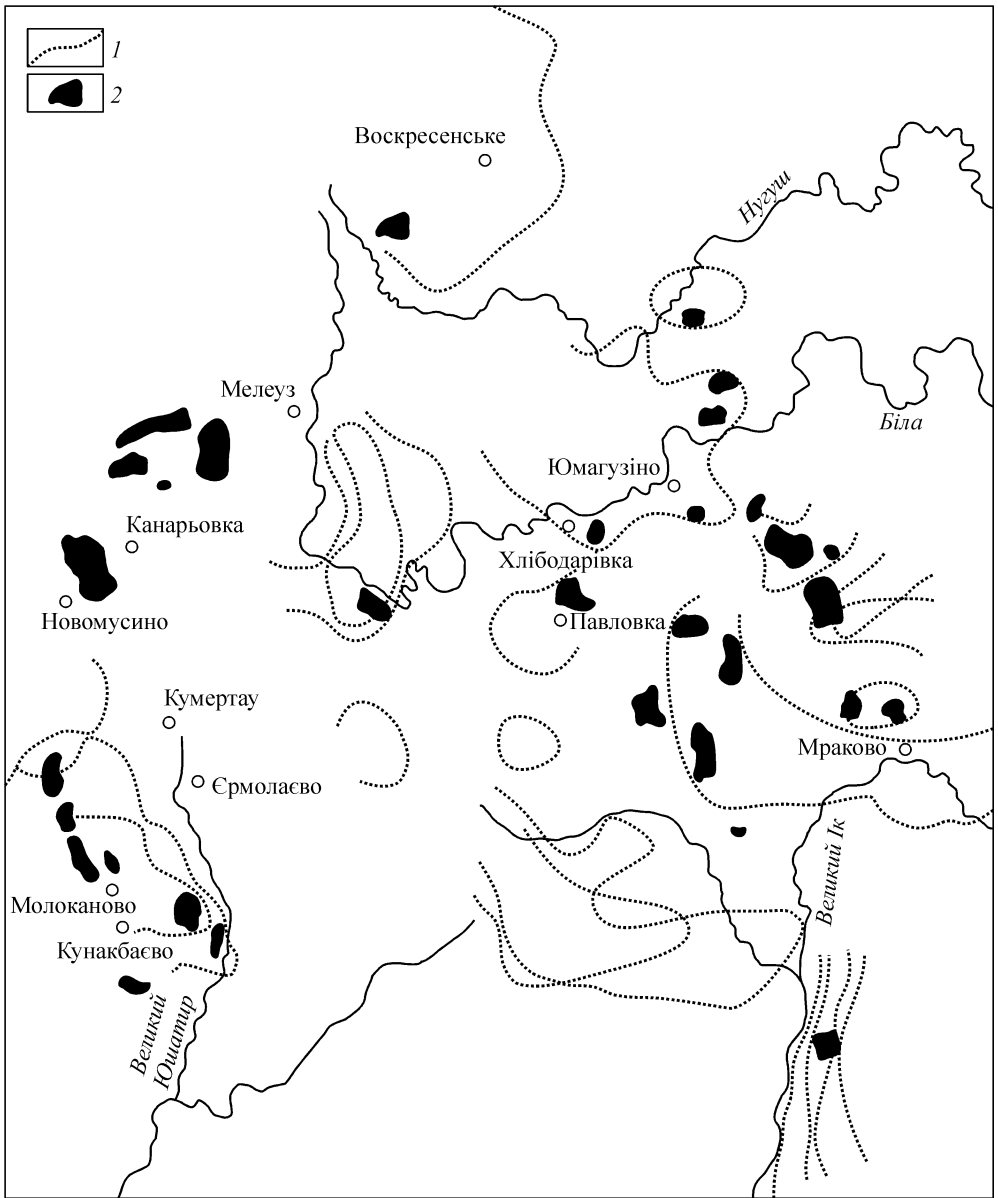 1
2
Воскресенське
Нугуш
Мелеуз
Біла
Юмагузіно
Канарьовка
Хлібодарівка
Новомусино
Павловка
Кумертау
Мраково
Єрмолаєво
Великий Ік
Молоканово
Кунакбаєво
Великий
Юшатир